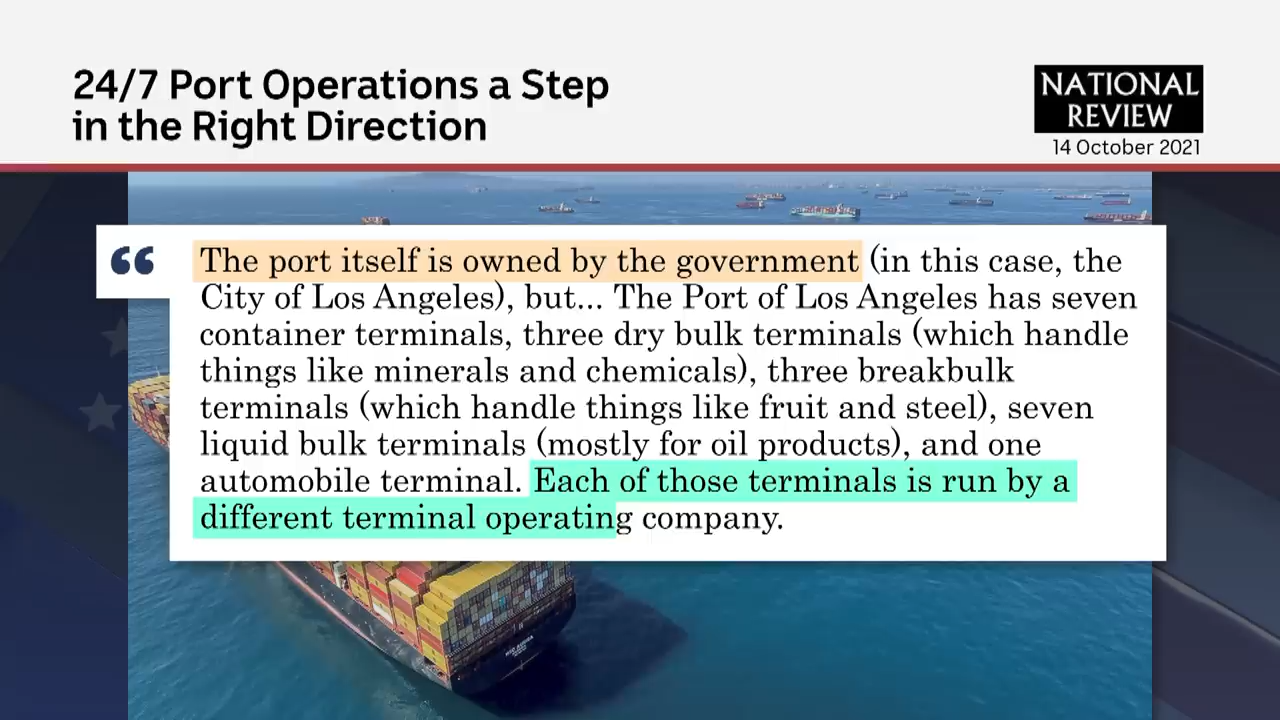 24/7 Port Operations a Step
in the Right Direction
NATIONAL
REVIEW
14 October 2021
“
The port itself is owned by the government (in this case, the
City of Los Angeles), but... The Port of Los Angeles has seven
container terminals, three dry bulk terminals (which handle
things like minerals and chemicals), three breakbulk
terminals (which handle things like fruit and steel), seven
liquid bulk terminals (mostly for oil products), and one
automobile terminal. Each of those terminals is run by a
different terminal operating company.